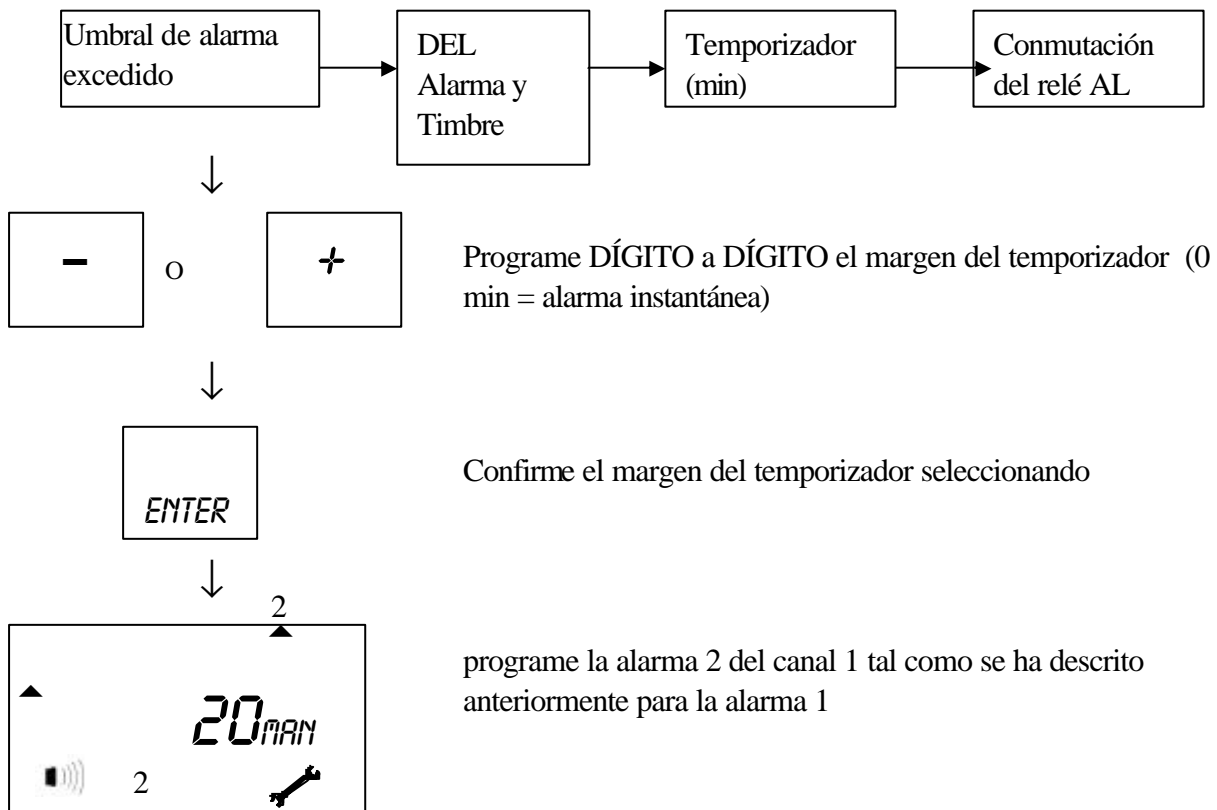 Umbral de alarma
excedido
DEL
Alarma y
Timbre
Temporizador
(min)
Conmutación
del relé AL
↓
- o +
Programe DÍGITO a DÍGITO el margen del temporizador (0
min = alarma instantánea)
↓
ENTER
Confirme el margen del temporizador seleccionando
↓
2
20MAN
2
programe la alarma 2 del canal 1 tal como se ha descrito
anteriormente para la alarma 1